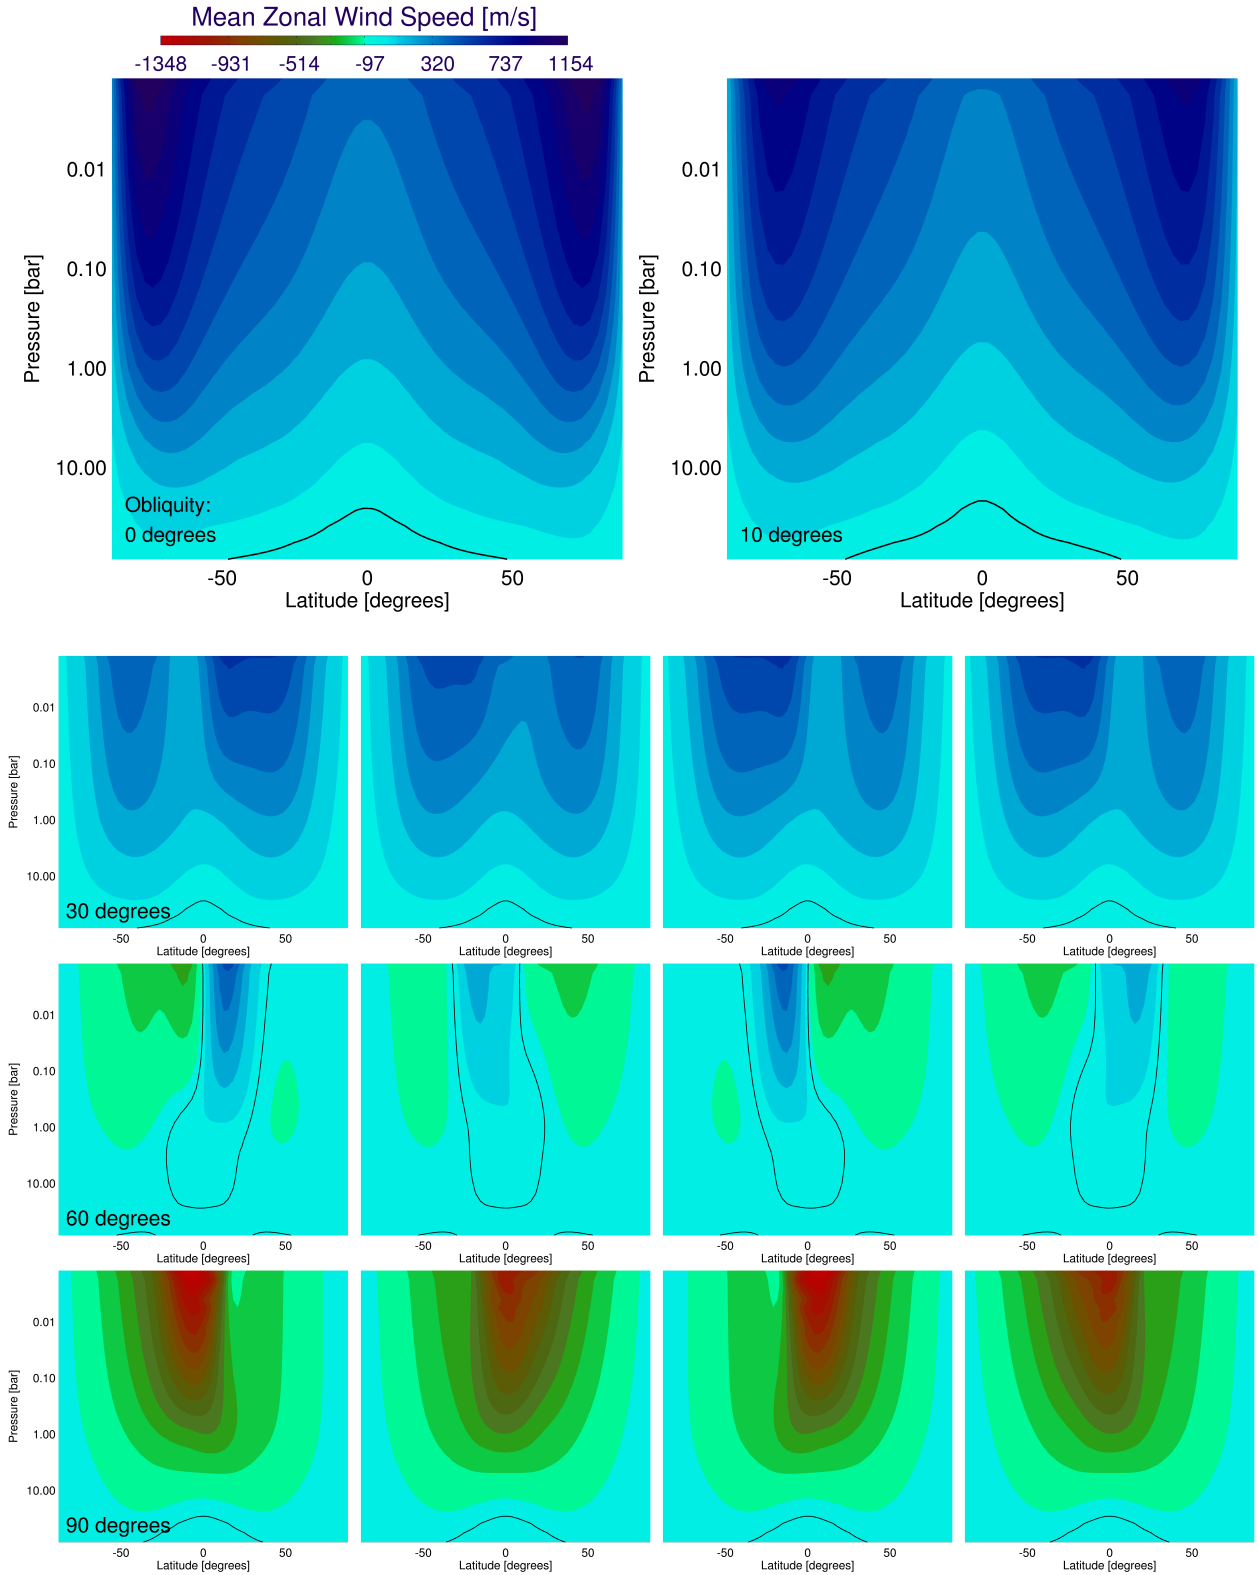 Mean Zonal Wind Speed [m/s]
-1348 -931 -514 -97 320 737 1154
0.01
0.10
1.00
10.00
Pressure [bar]
Obliquity:
0 degrees
-50 0 50
Latitude [degrees]
0.01
0.10
1.00
10.00
Pressure [bar]
10 degrees
-50 0 50
Latitude [degrees]
0.01
0.10
1.00
10.00
Pressure [bar]
30 degrees
-50 0 50
Latitude [degrees]
-50 0 50
Latitude [degrees]
-50 0 50
Latitude [degrees]
-50 0 50
Latitude [degrees]
0.01
0.10
1.00
10.00
Pressure [bar]
60 degrees
-50 0 50
Latitude [degrees]
-50 0 50
Latitude [degrees]
-50 0 50
Latitude [degrees]
-50 0 50
Latitude [degrees]
0.01
0.10
1.00
10.00
Pressure [bar]
90 degrees
-50 0 50
Latitude [degrees]
-50 0 50
Latitude [degrees]
-50 0 50
Latitude [degrees]
-50 0 50
Latitude [degrees]